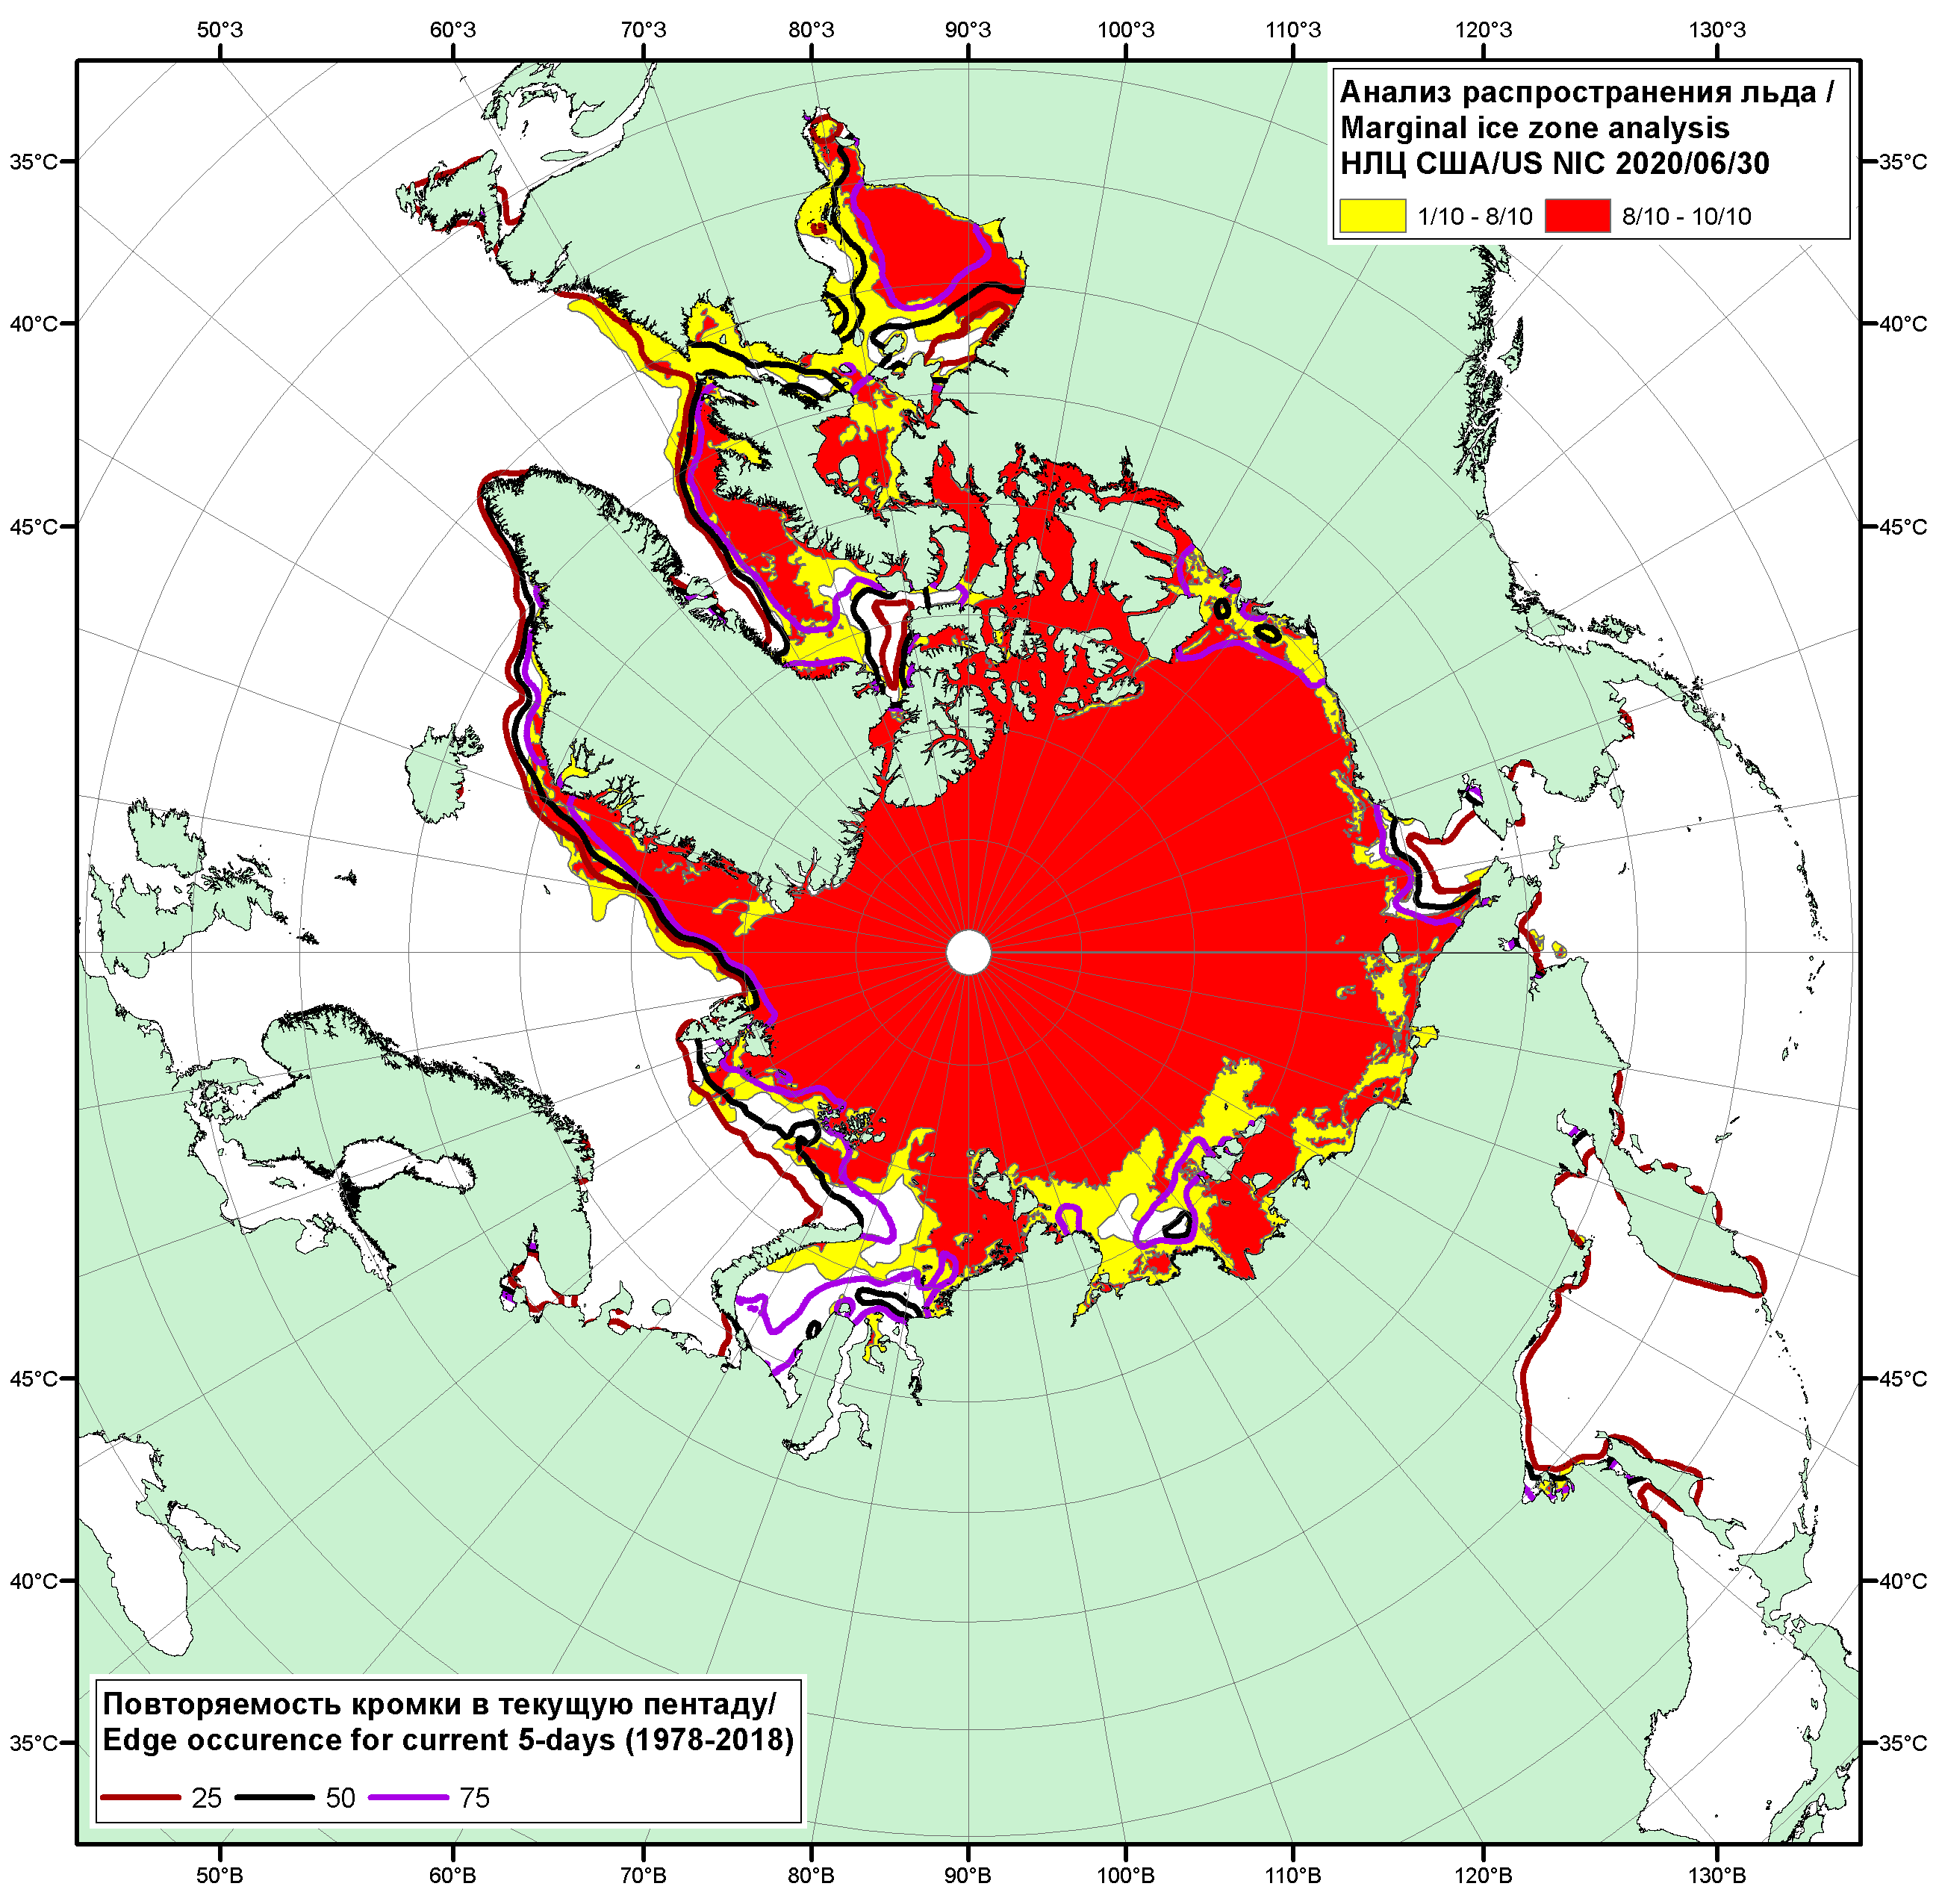 50°З 60°З 70°З 80°З 90°З 100°З 110°З 120°З 130°З
Анализ распространения льда /
Marginal ice zone analysis
НЛЦ США/US NIC 2020/06/30
1/10 - 8/10 8/10 - 10/10
35°С 35°С
40°С 40°С
45°С 45°С
45°С 45°С
40°С 40°С
35°С 35°С
Повторяемость кромки в текущую пентаду/
Edge occurence for current 5-days (1978-2018)
25 50 75
50°В 60°В 70°В 80°В 90°В 100°В 110°В 120°В 130°В